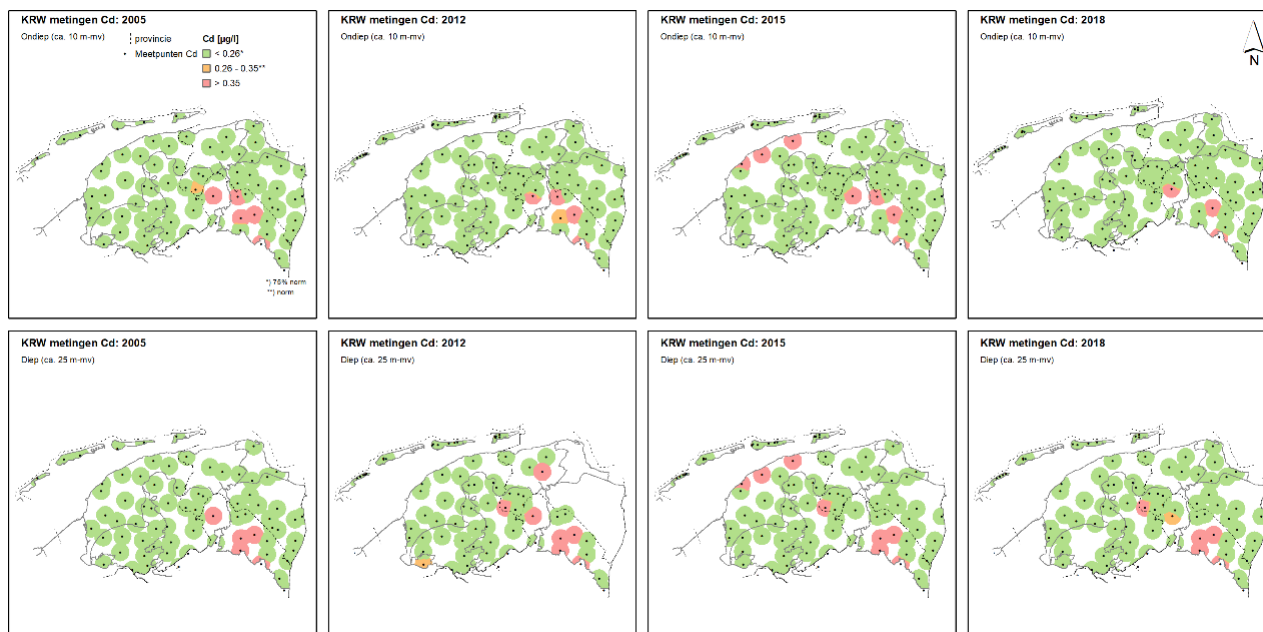 KRW metingen Cd: 2005
Ondiep (ca. 10 m-mv)
provincie
Meetpunten Cd
Cd [µg/l]
< 0.26*
0.26 - 0.35**
> 0.35
*) 75% norm
**) norm
KRW metingen Cd: 2012
Ondiep (ca. 10 m-mv)
KRW metingen Cd: 2015
Ondiep (ca. 10 m-mv)
KRW metingen Cd: 2018
Ondiep (ca. 10 m-mv)
N
KRW metingen Cd: 2005
Diep (ca. 25 m-mv)
KRW metingen Cd: 2012
Diep (ca. 25 m-mv)
KRW metingen Cd: 2015
Diep (ca. 25 m-mv)
KRW metingen Cd: 2018
Diep (ca. 25 m-mv)